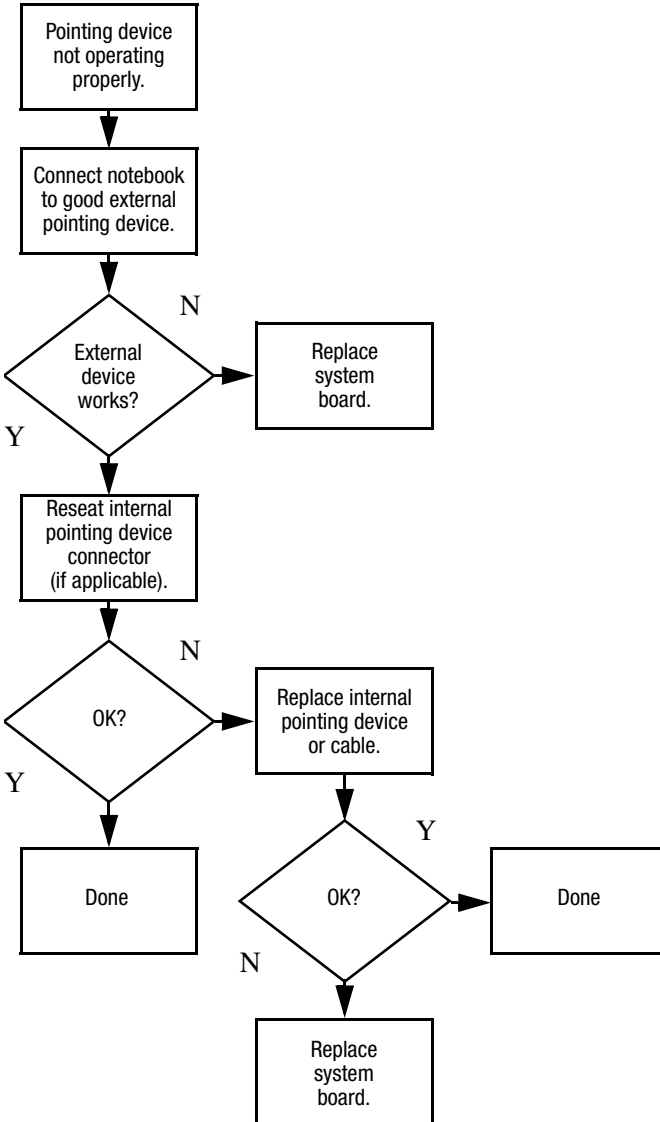 Pointing device
not operating
properly.
Connect notebook
to good external
pointing device.
N
External
device
works?
Replace
system
board.
Y
Reseat internal
pointing device
connector
(if applicable).
N
OK?
Replace internal
pointing device
or cable.
Y
Y
Done
OK?
Done
N
Replace
system
board.